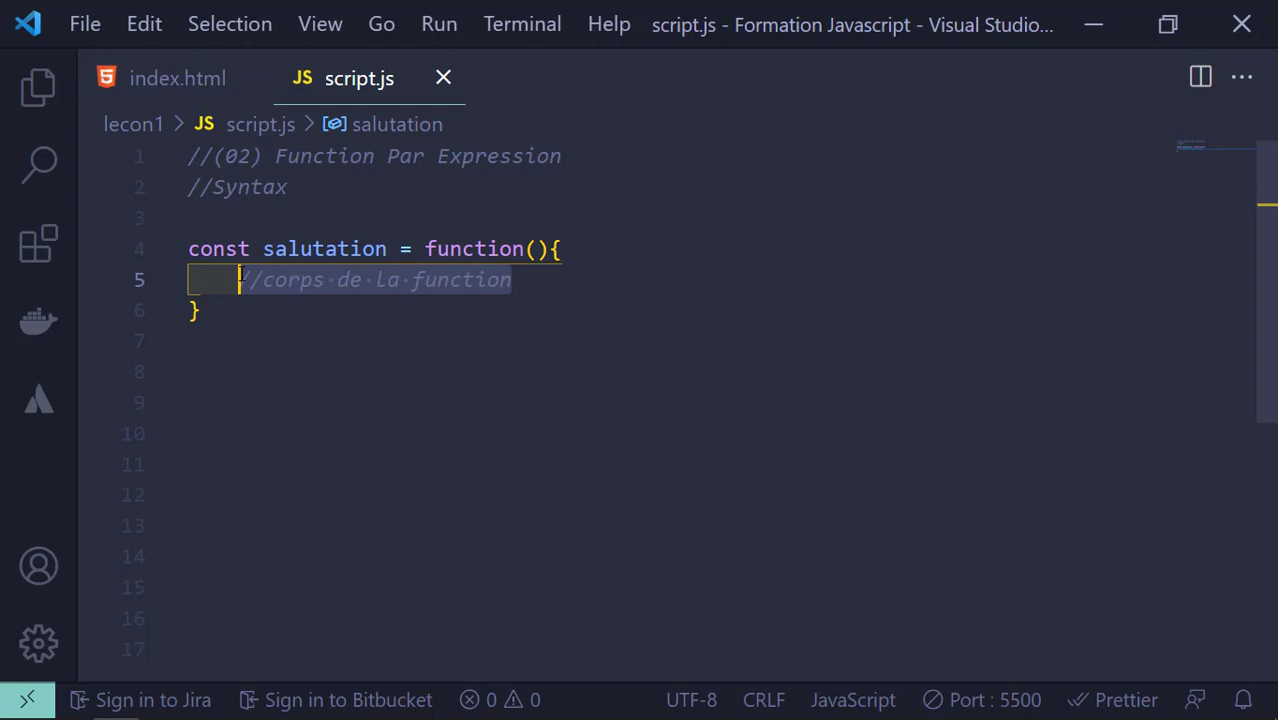 File Edit Selection View Go Run Terminal Help script.js - Formation Javascript - Visual Studio...
index.html JS script.js
lecon1 > JS script.js > salutation
1 //(02) Function Par Expression
2 //Syntax
3
4 const salutation = function(){
5 //corps·de·la·function
6 }
7
8
9
10
11
12
13
14
15
16
17
Sign in to Jira Sign in to Bitbucket 0 0 UTF-8 CRLF JavaScript Port : 5500 Prettier